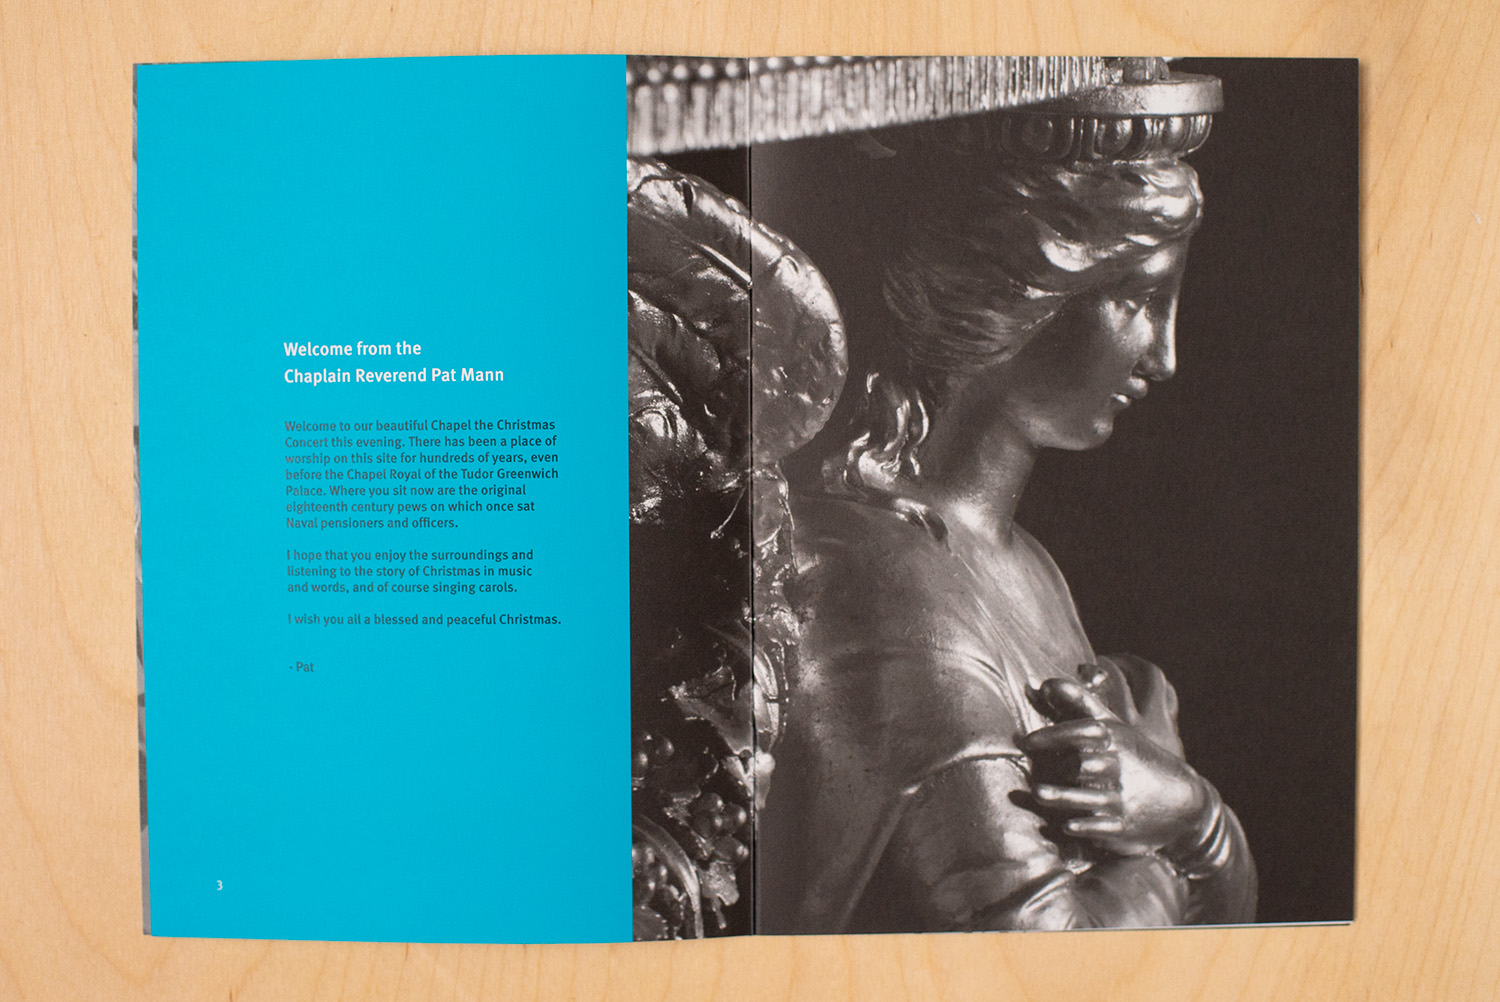 Welcome from the
Chaplain Reverend Pat Mann
Welcome to our beautiful Chapel the Christmas
Concert this evening. There has been a place of
worship on this site for hundreds of years, even
before the Chapel Royal of the Tudor Greenwich
Palace. Where you sit now are the original
eighteenth century pews on which once sat
Naval pensioners and officers.
I hope that you enjoy the surroundings and
listening to the story of Christmas in music
and words, and of course singing carols.
I wish you all a blessed and peaceful Christmas.
- Pat
3